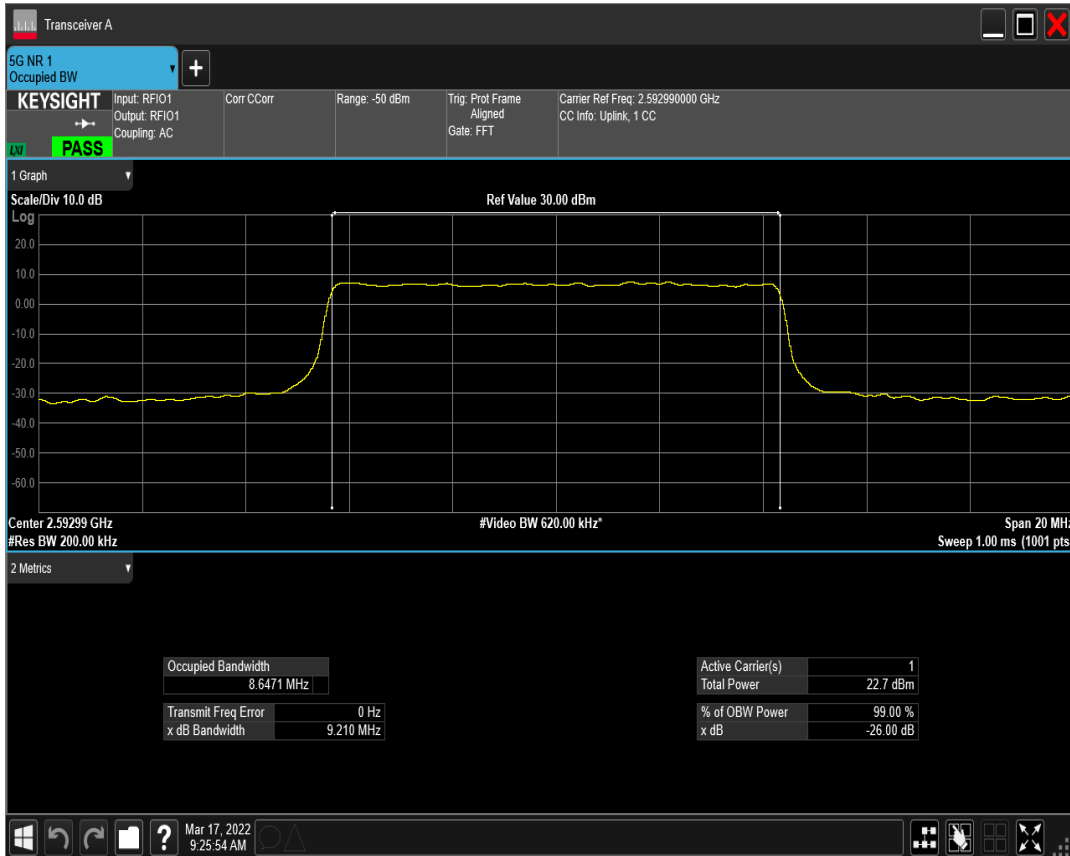 Transceiver A
5G NR 1
Occupied BW
+
KEYSIGHT
LXI
PASS
Input: RFIO1
Output: RFIO1
Coupling: AC
Corr CCorr
Range: -50 dBm
Trig: Prot Frame
Aligned
Gate: FFT
Carrier Ref Freq: 2.592990000 GHz
CC Info: Uplink, 1 CC
1 Graph
Scale/Div 10.0 dB
Ref Value 30.00 dBm
Log
20.0
10.0
0.00
-10.0
-20.0
-30.0
-40.0
-50.0
-60.0
Center 2.59299 GHz
#Video BW 620.00 kHz*
Span 20 MHz
#Res BW 200.00 kHz
Sweep 1.00 ms (1001 pts
2 Metrics
Occupied Bandwidth
8.6471 MHz
Transmit Freq Error 0 Hz
x dB Bandwidth 9.210 MHz
Active Carrier(s) 1
Total Power 22.7 dBm
% of OBW Power 99.00 %
x dB -26.00 dB
?
Mar 17, 2022
9:25:54 AM